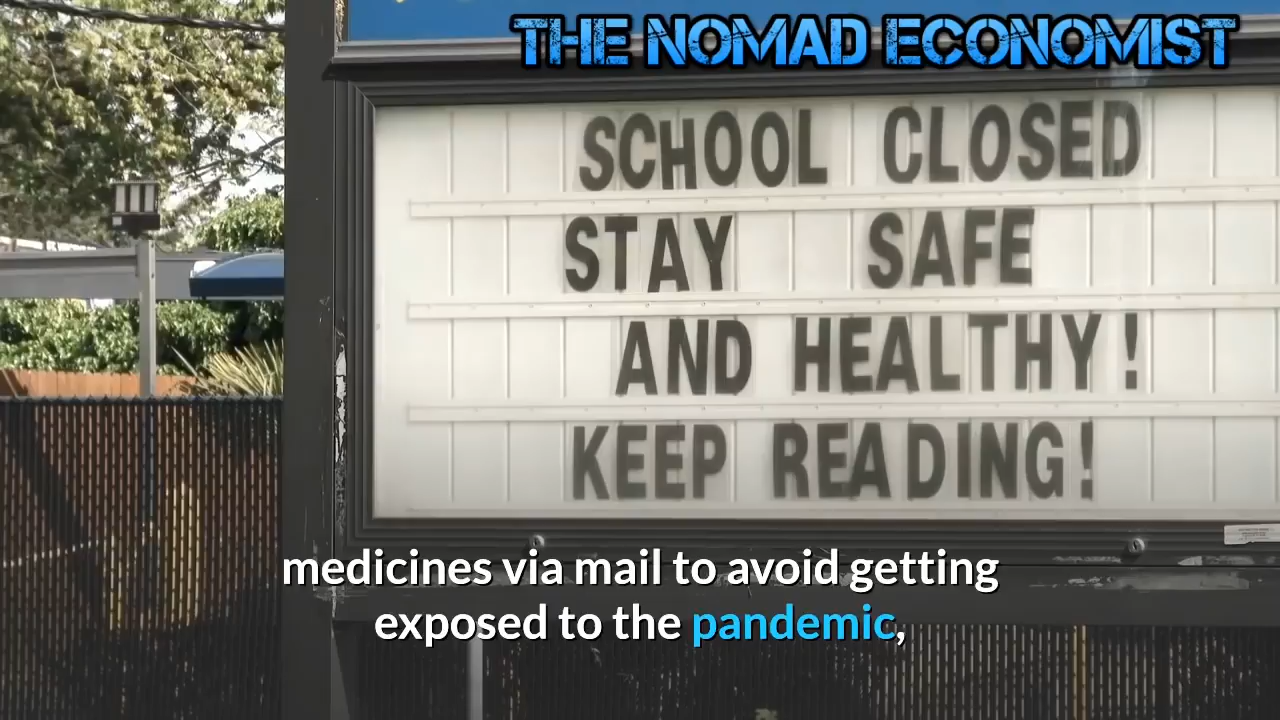 THE NOMAD ECONOMIST
SCHOOL CLOSED
STAY SAFE
AND HEALTHY!
KEEP READING!
medicines via mail to avoid getting
exposed to the pandemic,